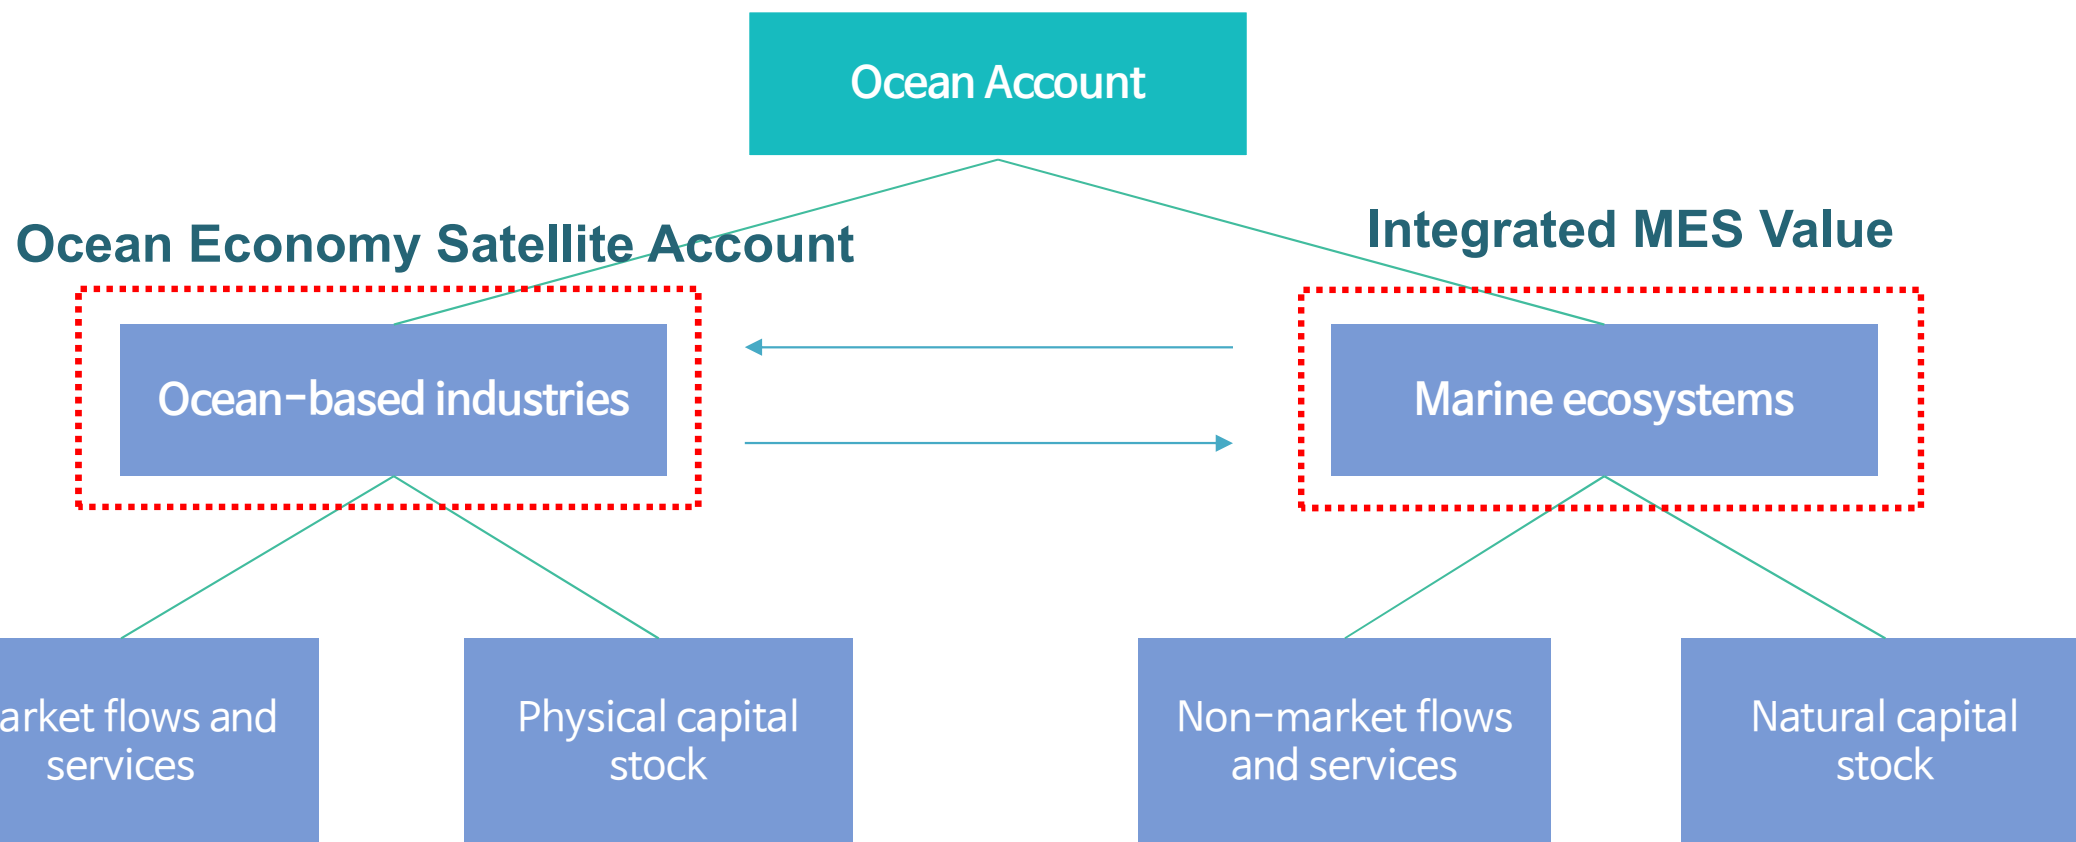 Ocean Account
Ocean Economy Satellite Account
Integrated MES Value
Ocean-based industries
Marine ecosystems
arket flows and
services
Physical capital
stock
Non-market flows
and services
Natural capital
stock